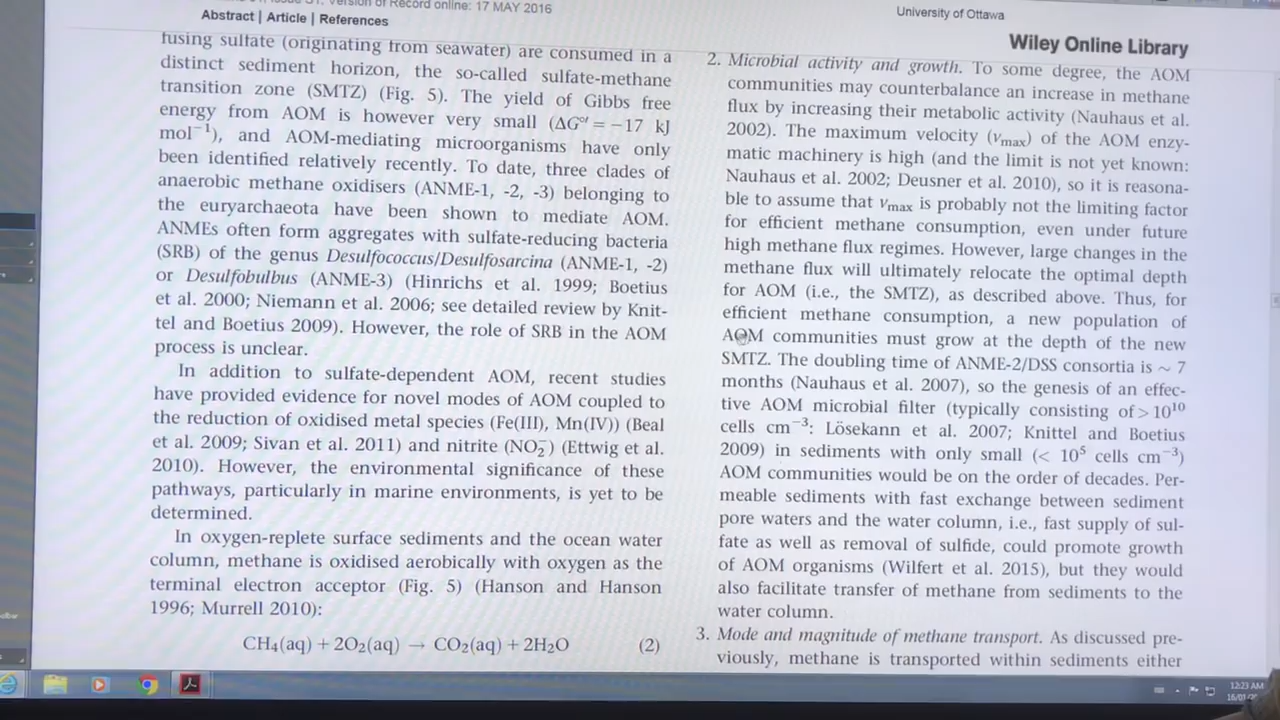 Version of Record online: 17 MAY 2016
Abstract | Article | References
University of Ottawa
Wiley Online Library
fusing sulfate (originating from seawater) are consumed in a
distinct sediment horizon, the so-called sulfate-methane
transition zone (SMTZ) (Fig. 5). The yield of Gibbs free
energy from AOM is however very small (ΔG°′ = −17 kJ
mol⁻¹), and AOM-mediating microorganisms have only
been identified relatively recently. To date, three clades of
anaerobic methane oxidisers (ANME-1, -2, -3) belonging to
the euryarchaeota have been shown to mediate AOM.
ANMEs often form aggregates with sulfate-reducing bacteria
(SRB) of the genus Desulfococcus/Desulfosarcina (ANME-1, -2)
or Desulfobulbus (ANME-3) (Hinrichs et al. 1999; Boetius
et al. 2000; Niemann et al. 2006; see detailed review by Knit-
tel and Boetius 2009). However, the role of SRB in the AOM
process is unclear.
In addition to sulfate-dependent AOM, recent studies
have provided evidence for novel modes of AOM coupled to
the reduction of oxidised metal species (Fe(III), Mn(IV)) (Beal
et al. 2009; Sivan et al. 2011) and nitrite (NO₂⁻) (Ettwig et al.
2010). However, the environmental significance of these
pathways, particularly in marine environments, is yet to be
determined.
In oxygen-replete surface sediments and the ocean water
column, methane is oxidised aerobically with oxygen as the
terminal electron acceptor (Fig. 5) (Hanson and Hanson
1996; Murrell 2010):
CH₄(aq) + 2O₂(aq) → CO₂(aq) + 2H₂O (2)
2. Microbial activity and growth. To some degree, the AOM
communities may counterbalance an increase in methane
flux by increasing their metabolic activity (Nauhaus et al.
2002). The maximum velocity (vmax) of the AOM enzy-
matic machinery is high (and the limit is not yet known:
Nauhaus et al. 2002; Deusner et al. 2010), so it is reasona-
ble to assume that vmax is probably not the limiting factor
for efficient methane consumption, even under future
high methane flux regimes. However, large changes in the
methane flux will ultimately relocate the optimal depth
for AOM (i.e., the SMTZ), as described above. Thus, for
efficient methane consumption, a new population of
AOM communities must grow at the depth of the new
SMTZ. The doubling time of ANME-2/DSS consortia is ~ 7
months (Nauhaus et al. 2007), so the genesis of an effec-
tive AOM microbial filter (typically consisting of > 10¹⁰
cells cm⁻³: Lösekann et al. 2007; Knittel and Boetius
2009) in sediments with only small (< 10⁵ cells cm⁻³)
AOM communities would be on the order of decades. Per-
meable sediments with fast exchange between sediment
pore waters and the water column, i.e., fast supply of sul-
fate as well as removal of sulfide, could promote growth
of AOM organisms (Wilfert et al. 2015), but they would
also facilitate transfer of methane from sediments to the
water column.
3. Mode and magnitude of methane transport. As discussed pre-
viously, methane is transported within sediments either
12:23 AM